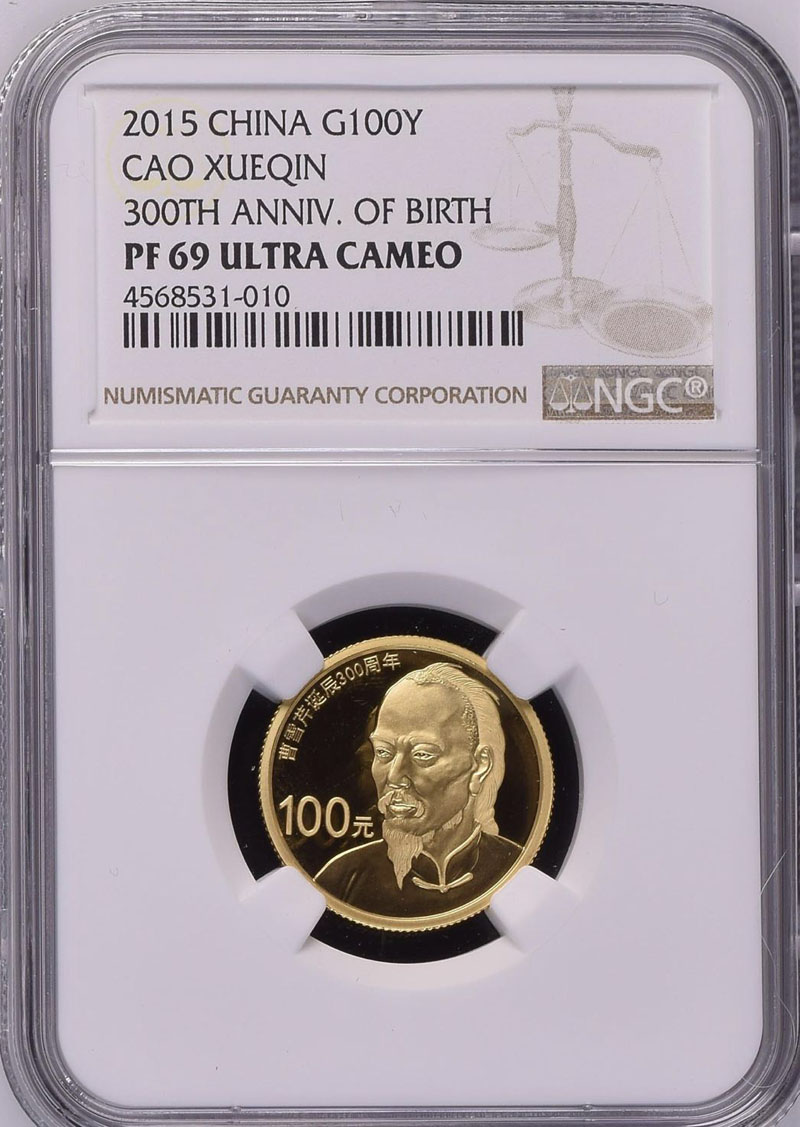 2015 CHINA G100Y
CAO XUEQIN
300TH ANNIV. OF BIRTH
PF 69 ULTRA CAMEO
4568531-010
NUMISMATIC GUARANTY CORPORATION
NGC®
曹雪芹诞辰300周年
100元